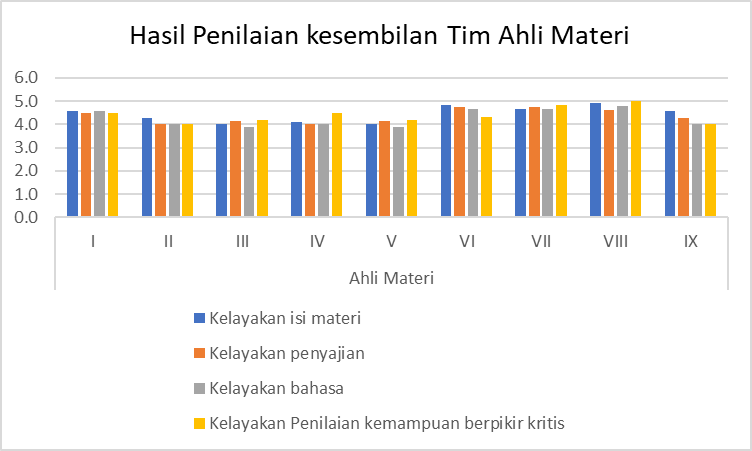 Hasil Penilaian kesembilan Tim Ahli Materi
6.0
5.0
4.0
3.0
2.0
1.0
0.0
I II III IV V VI VII VIII IX
Ahli Materi
Kelayakan isi materi
Kelayakan penyajian
Kelayakan bahasa
Kelayakan Penilaian kemampuan berpikir kritis